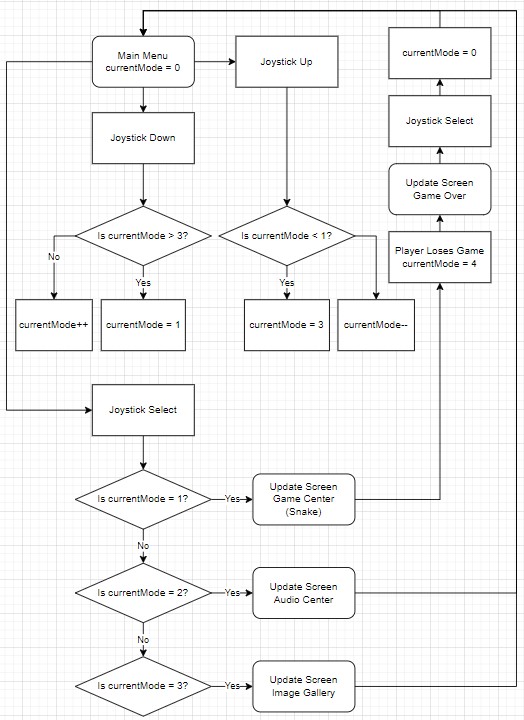 Main Menu
currentMode = 0
Joystick Up
currentMode = 0
Joystick Down
Joystick Select
Update Screen
Game Over
Is currentMode > 3?
Is currentMode < 1?
Player Loses Game
currentMode = 4
No
Yes
Yes
currentMode++
currentMode = 1
currentMode = 3
currentMode--
Joystick Select
Is currentMode = 1?
Yes
Update Screen
Game Center
(Snake)
No
Is currentMode = 2?
Yes
Update Screen
Audio Center
No
Is currentMode = 3?
Yes
Update Screen
Image Gallery